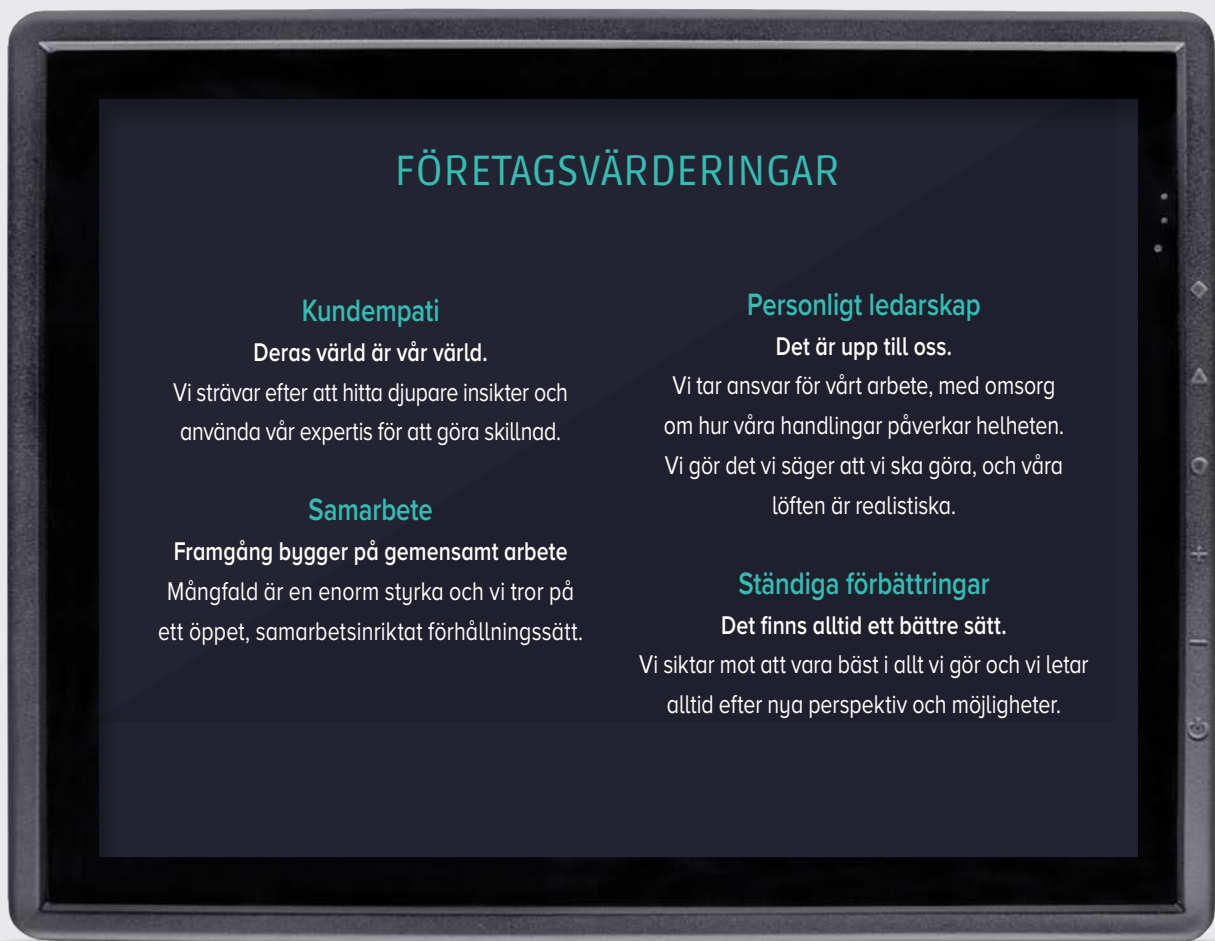 FÖRETAGSVÄRDERINGAR
Kundempati
Deras värld är vår värld.
Vi strävar efter att hitta djupare insikter och
använda vår expertis för att göra skillnad.
Samarbete
Framgång bygger på gemensamt arbete
Mångfald är en enorm styrka och vi tror på
ett öppet, samarbetsinriktat förhållningssätt.
Personligt ledarskap
Det är upp till oss.
Vi tar ansvar för vårt arbete, med omsorg
om hur våra handlingar påverkar helheten.
Vi gör det vi säger att vi ska göra, och våra
löften är realistiska.
Ständiga förbättringar
Det finns alltid ett bättre sätt.
Vi siktar mot att vara bäst i allt vi gör och vi letar
alltid efter nya perspektiv och möjligheter.